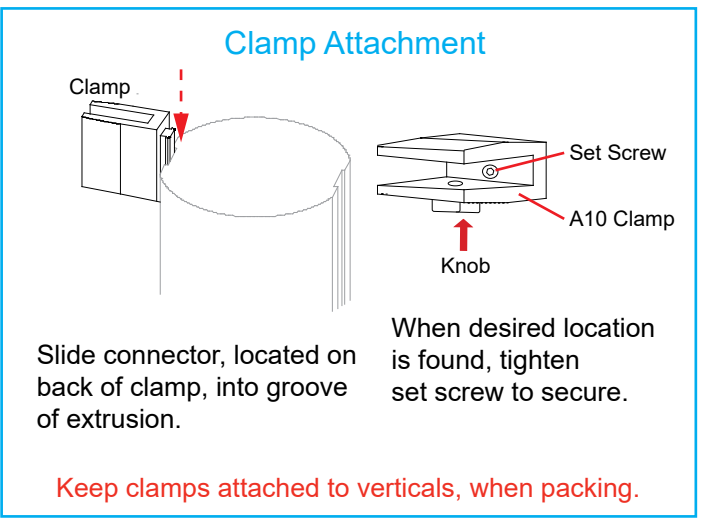 Clamp Attachment
Clamp
Set Screw
A10 Clamp
Knob
Slide connector, located on
back of clamp, into groove
of extrusion.
When desired location
is found, tighten
set screw to secure.
Keep clamps attached to verticals, when packing.